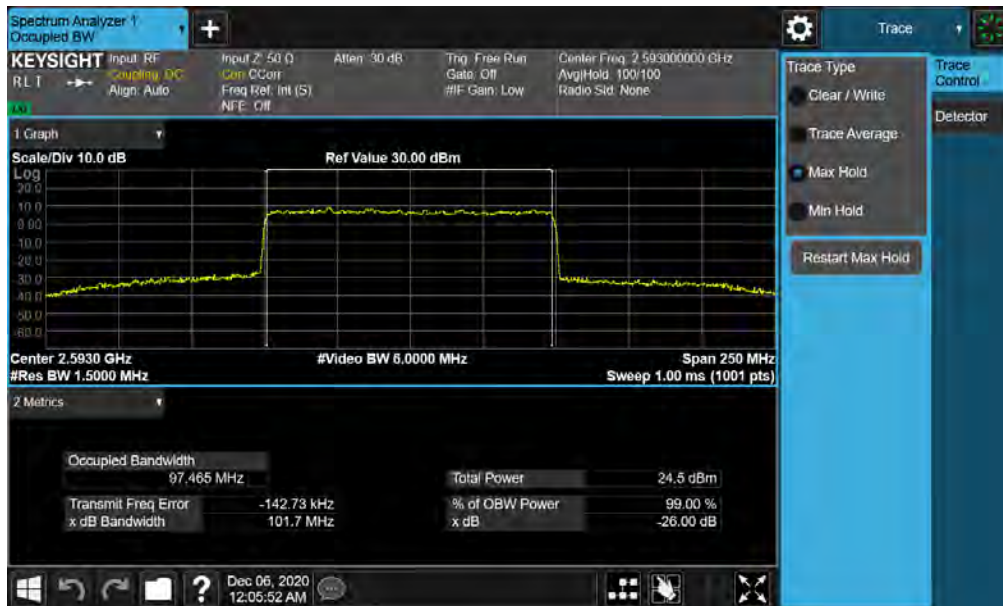 Spectrum Analyzer 1
Occupied BW
Trace
KEYSIGHT Input: RF Input Z: 50 Ω Atten: 30 dB Trig: Free Run Center Freq: 2.593000000 GHz
RLT Coupling: DC Corr CCorr Gate: Off Avg|Hold: 100/100
Align: Auto Freq Ref: Int (S) #IF Gain: Low Radio Std: None
NFE: Off
Trace Type
Clear / Write
Trace Average
Max Hold
Min Hold
Restart Max Hold
Trace
Control
Detector
1 Graph
Scale/Div 10.0 dB Ref Value 30.00 dBm
Log
20.0
10.0
0.00
-10.0
-20.0
-30.0
-40.0
-50.0
-60.0
Center 2.5930 GHz #Video BW 6.0000 MHz Span 250 MHz
#Res BW 1.5000 MHz Sweep 1.00 ms (1001 pts)
2 Metrics
Occupied Bandwidth
97.465 MHz Total Power 24.5 dBm
Transmit Freq Error -142.73 kHz % of OBW Power 99.00 %
x dB Bandwidth 101.7 MHz x dB -26.00 dB
? Dec 06, 2020
12:05:52 AM